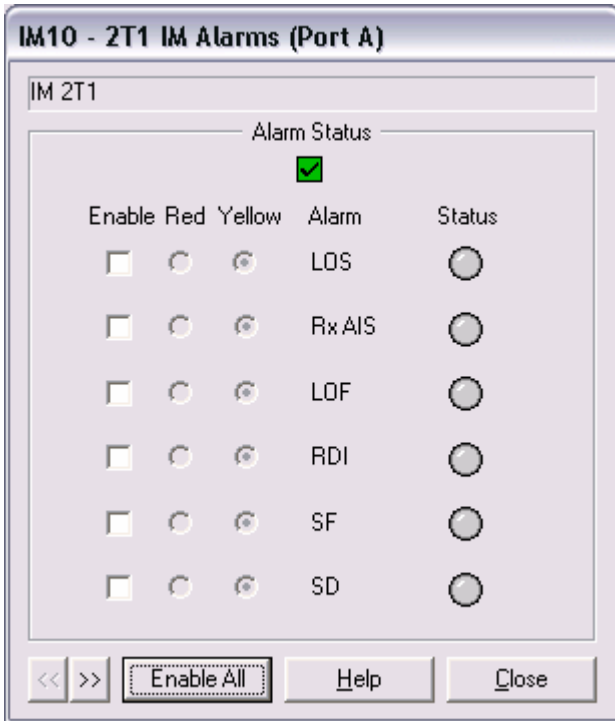 IM10 - 2T1 IM Alarms (Port A)
IM 2T1
Alarm Status
Enable Red Yellow Alarm Status
LOS
Rx AIS
LOF
RDI
SF
SD
<< >> Enable All Help Close